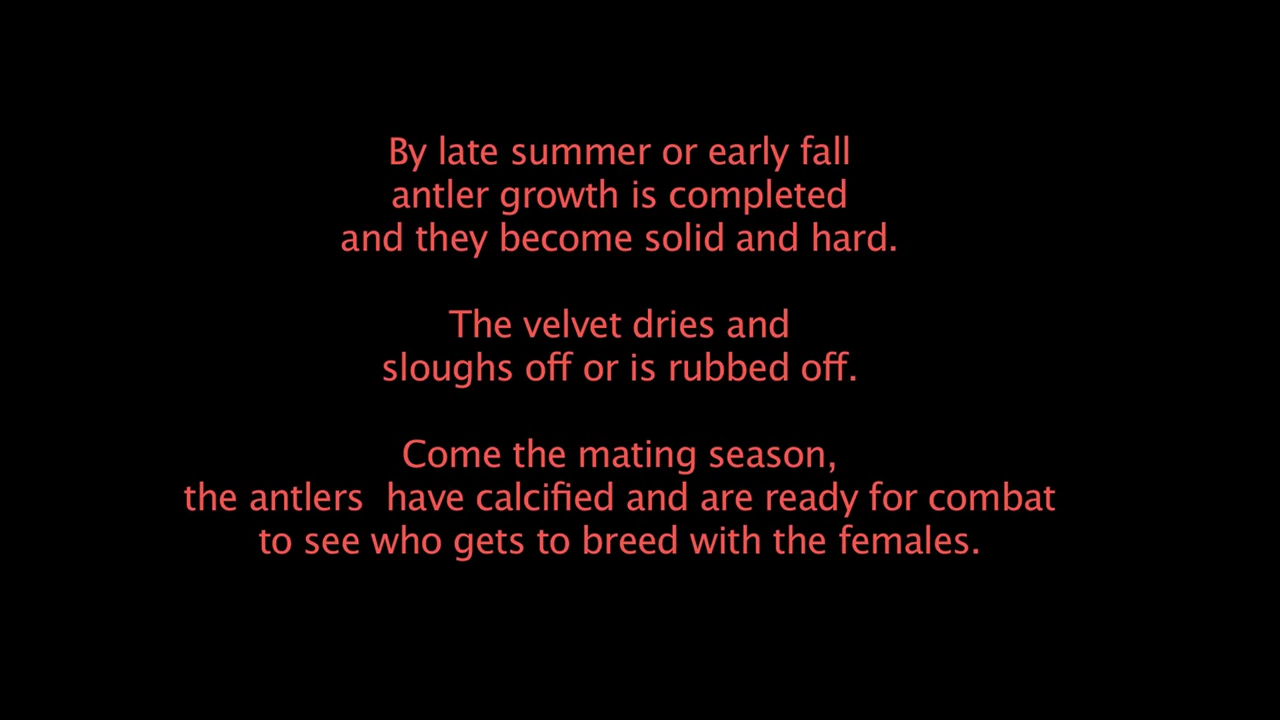 By late summer or early fall
antler growth is completed
and they become solid and hard.
The velvet dries and
sloughs off or is rubbed off.
Come the mating season,
the antlers  have calcified and are ready for combat
to see who gets to breed with the females.